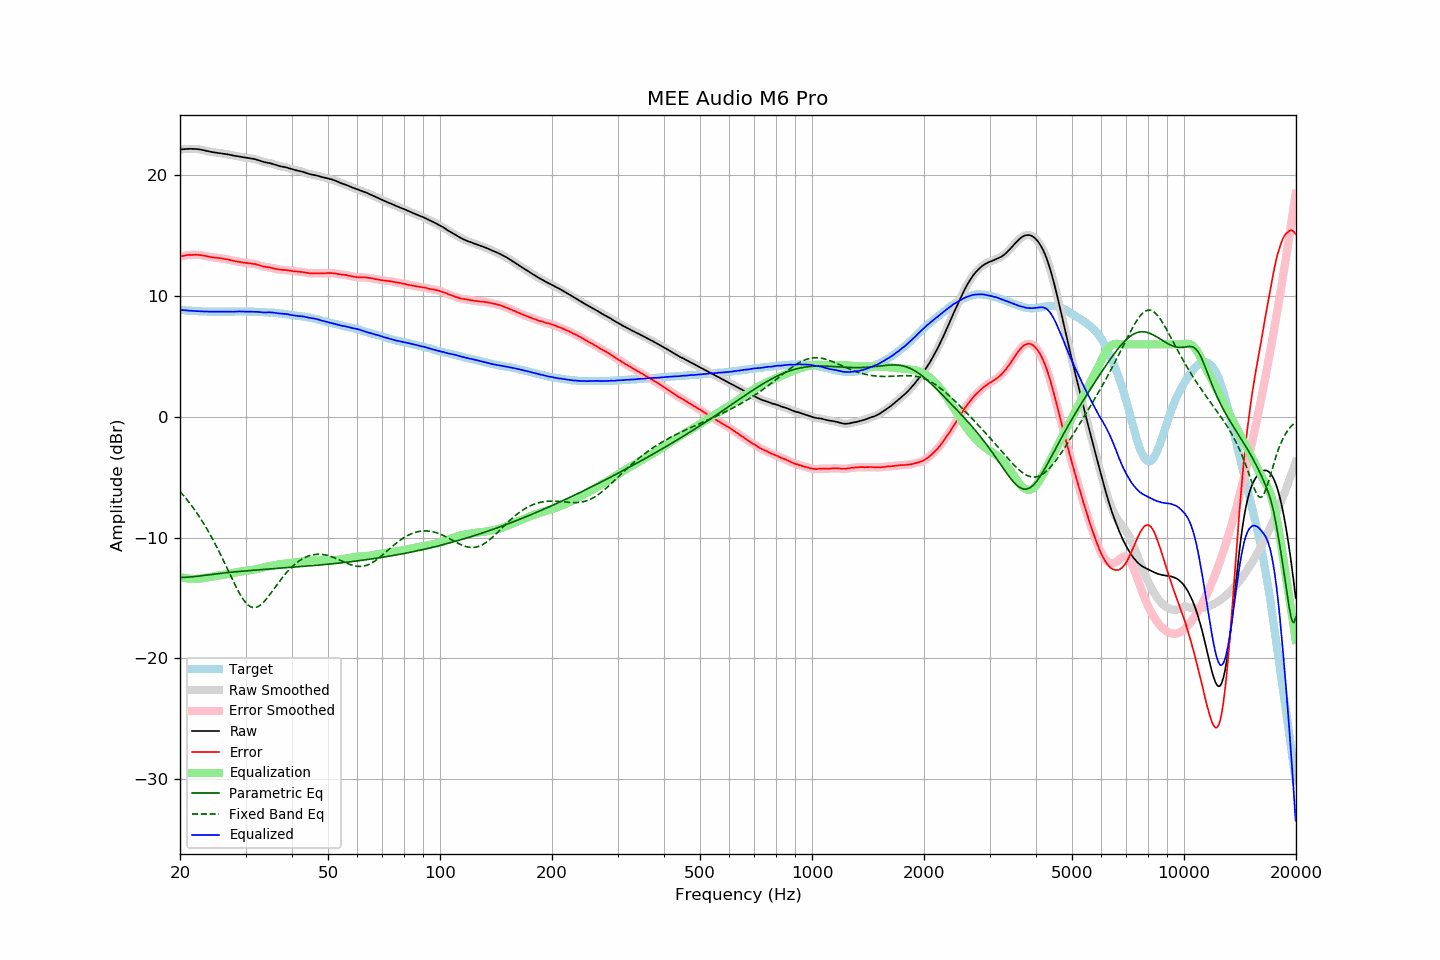 MEE Audio M6 Pro
Amplitude (dBr)
20
10
0
−10
−20
−30
Target
Raw Smoothed
Error Smoothed
Raw
Error
Equalization
Parametric Eq
Fixed Band Eq
Equalized
20 50 100 200 500 1000 2000 5000 10000 20000
Frequency (Hz)